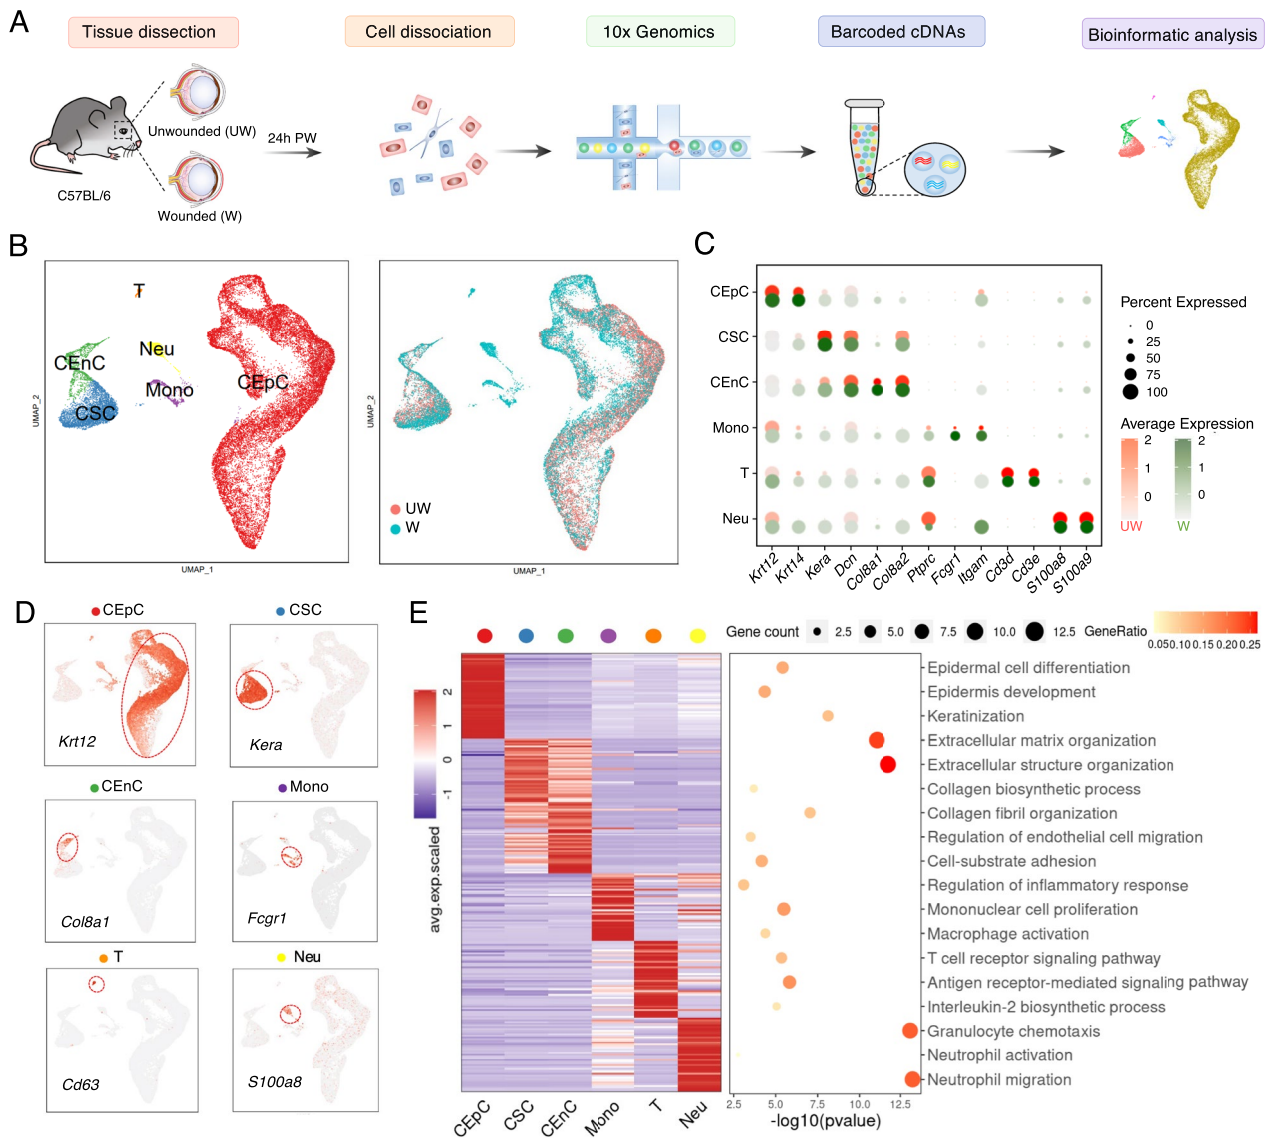 A
Tissue dissection
Cell dissociation
10x Genomics
Barcoded cDNAs
Bioinformatic analysis
Unwounded (UW)
24h PW
C57BL/6
Wounded (W)
B
T
Neu
CEnC
Mono
CEpC
CSC
UMAP_2
UMAP_1
UMAP_2
UW
W
UMAP_1
C
CEpC
CSC
CEnC
Mono
T
Neu
Krt12
Krt14
Kera
Dcn
Col8a1
Col8a2
Ptprc
Fcgr1
Itgam
Cd3d
Cd3e
S100a8
S100a9
Percent Expressed
0
25
50
75
100
Average Expression
2 2
1 1
0 0
UW W
D
CEpC
CSC
Krt12
Kera
CEnC
Mono
Col8a1
Fcgr1
T
Neu
Cd63
S100a8
E
avg.exp.scaled
2
1
0
-1
CEpC
CSC
CEnC
Mono
T
Neu
Gene count 2.5 5.0 7.5 10.0 12.5
GeneRatio
0.05 0.10 0.15 0.20 0.25
Epidermal cell differentiation
Epidermis development
Keratinization
Extracellular matrix organization
Extracellular structure organization
Collagen biosynthetic process
Collagen fibril organization
Regulation of endothelial cell migration
Cell-substrate adhesion
Regulation of inflammatory response
Mononuclear cell proliferation
Macrophage activation
T cell receptor signaling pathway
Antigen receptor-mediated signaling pathway
Interleukin-2 biosynthetic process
Granulocyte chemotaxis
Neutrophil activation
Neutrophil migration
2.5 5.0 7.5 10.0 12.5
-log10(pvalue)